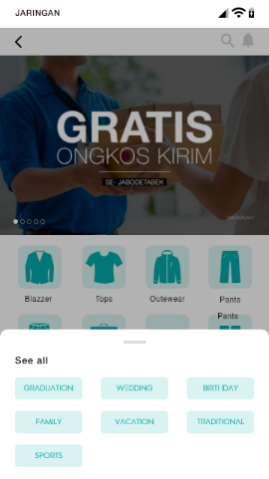 JARINGAN
GRATIS
ONGKOS KIRIM
SE- JABODETABEK
Blazzer
Tops
Outewear
Pants
Pants
See all
GRADUATION
WEDDING
BIRTHDAY
FAMILY
VACATION
TRADITIONAL
SPORTS